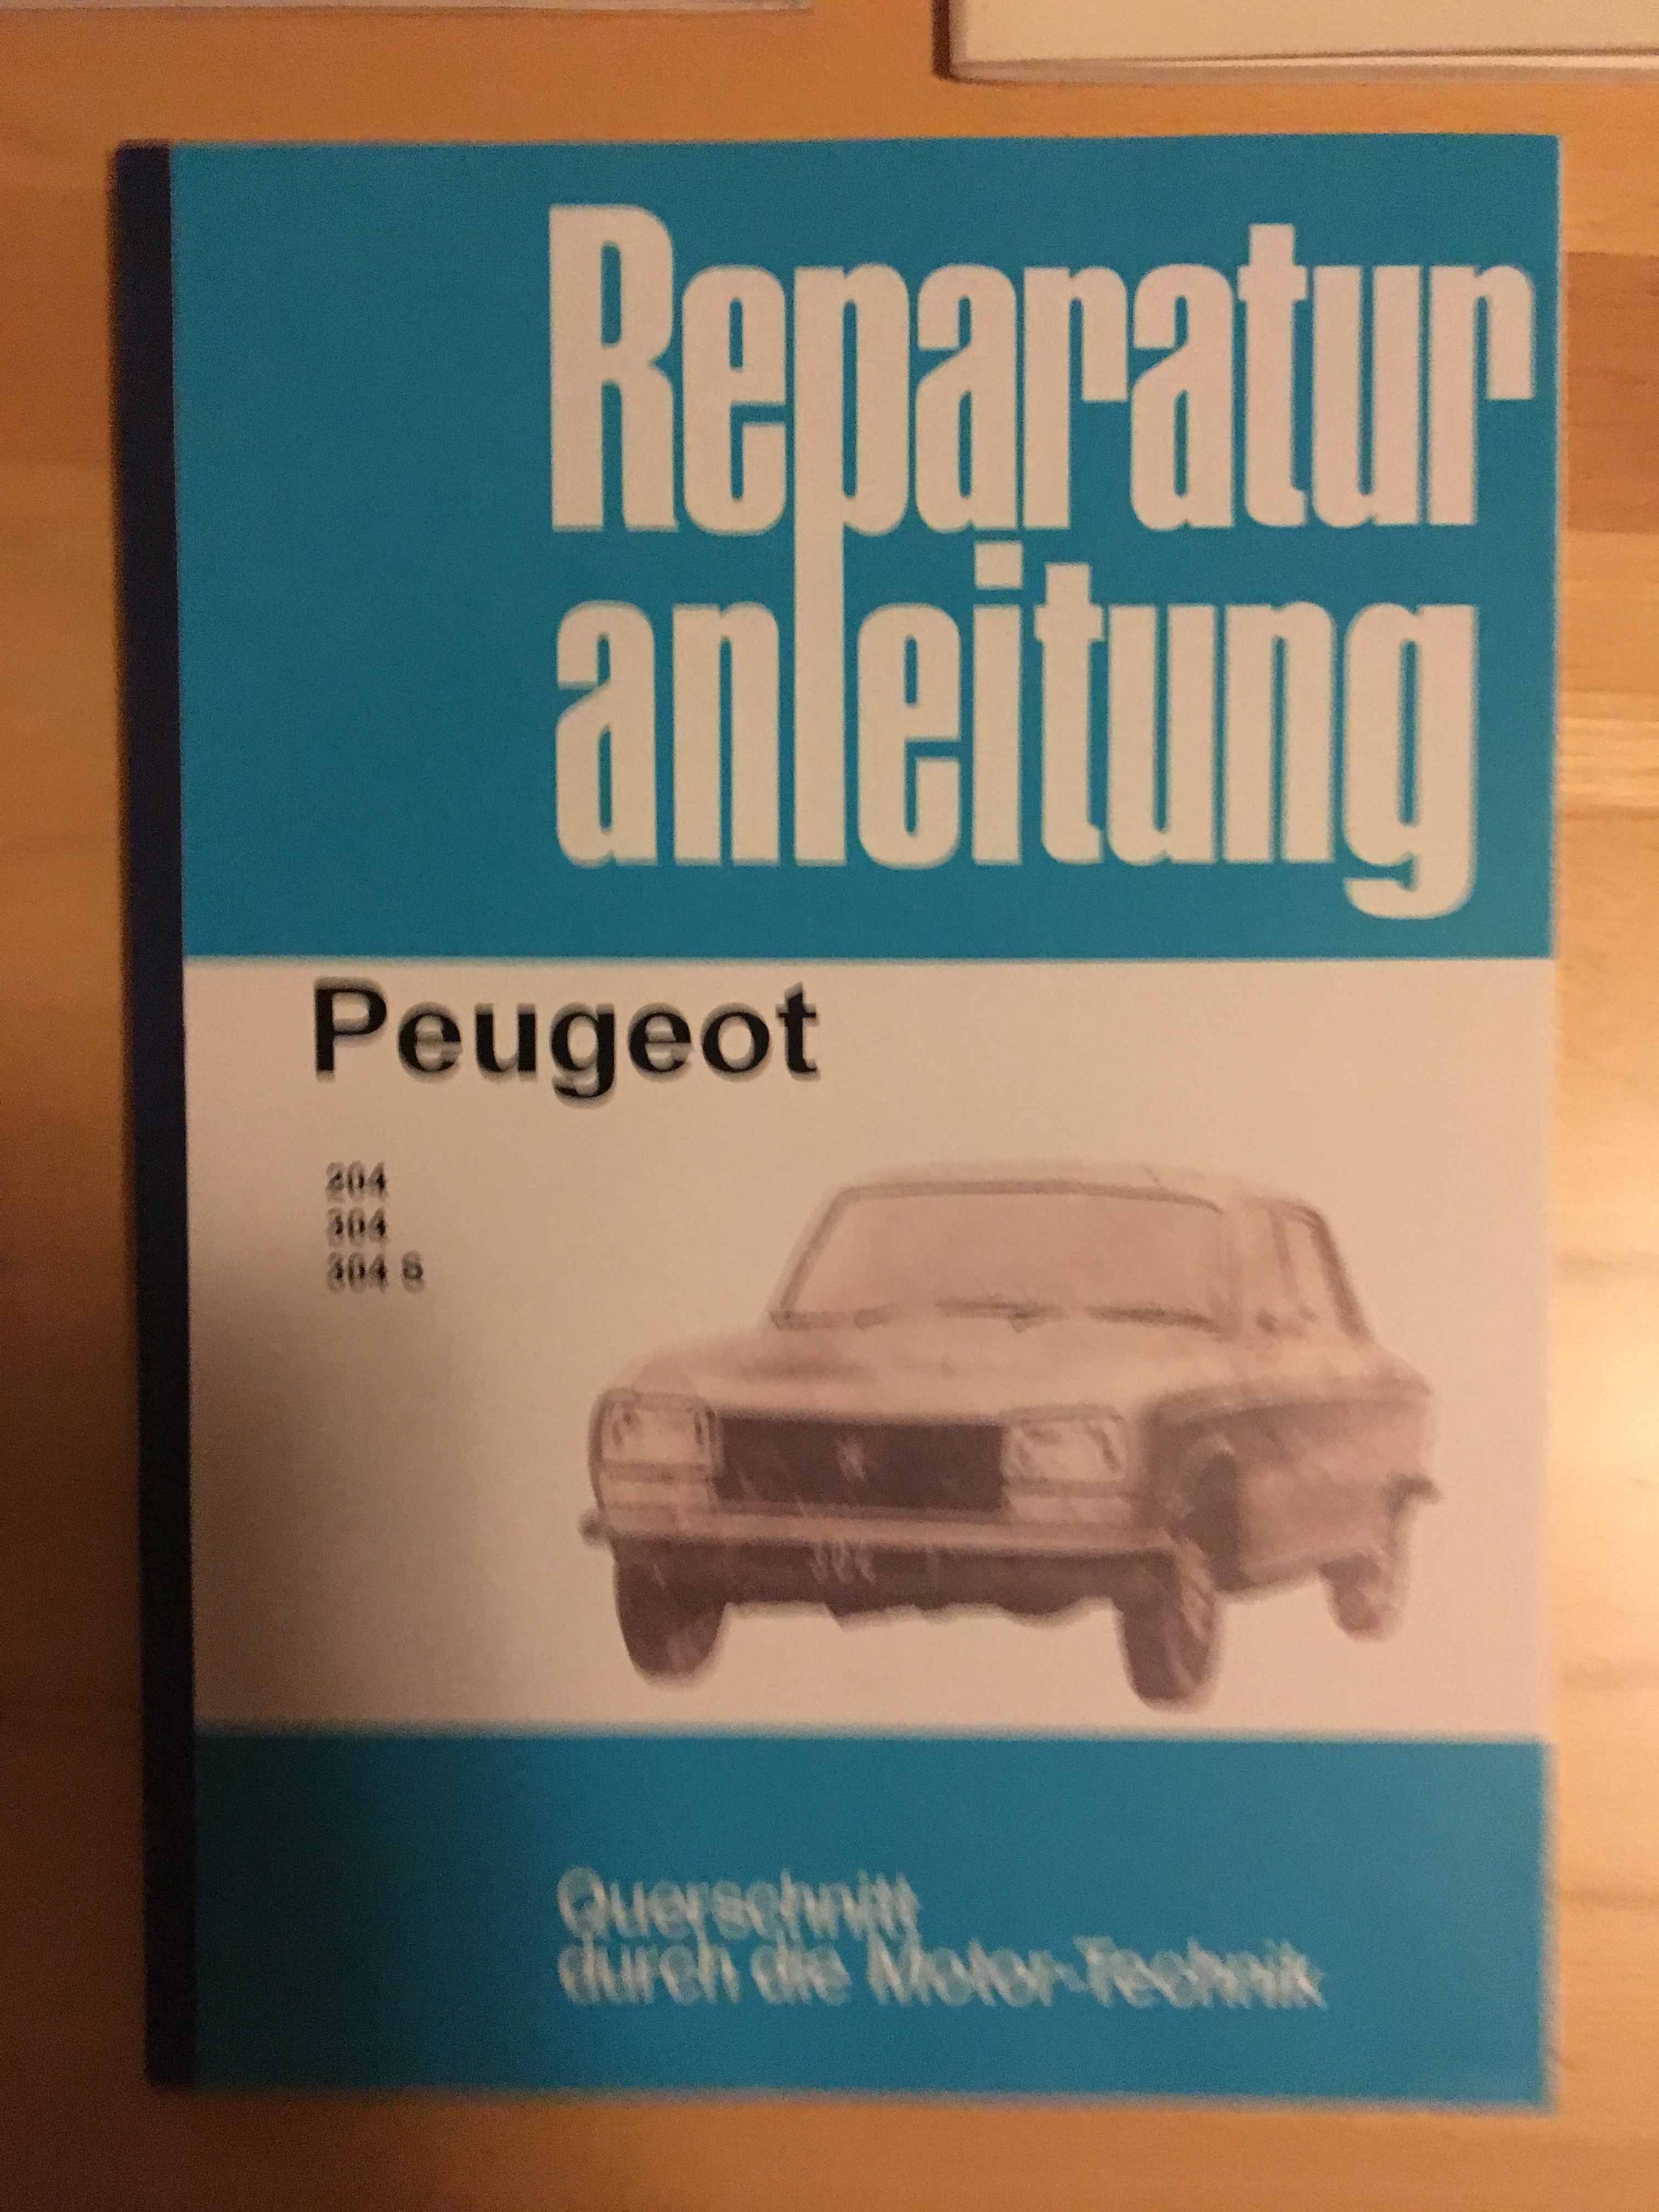 Reparatur
anleitung
Peugeot
204
304
304 S
Querschnitt
durch die Motor-Technik